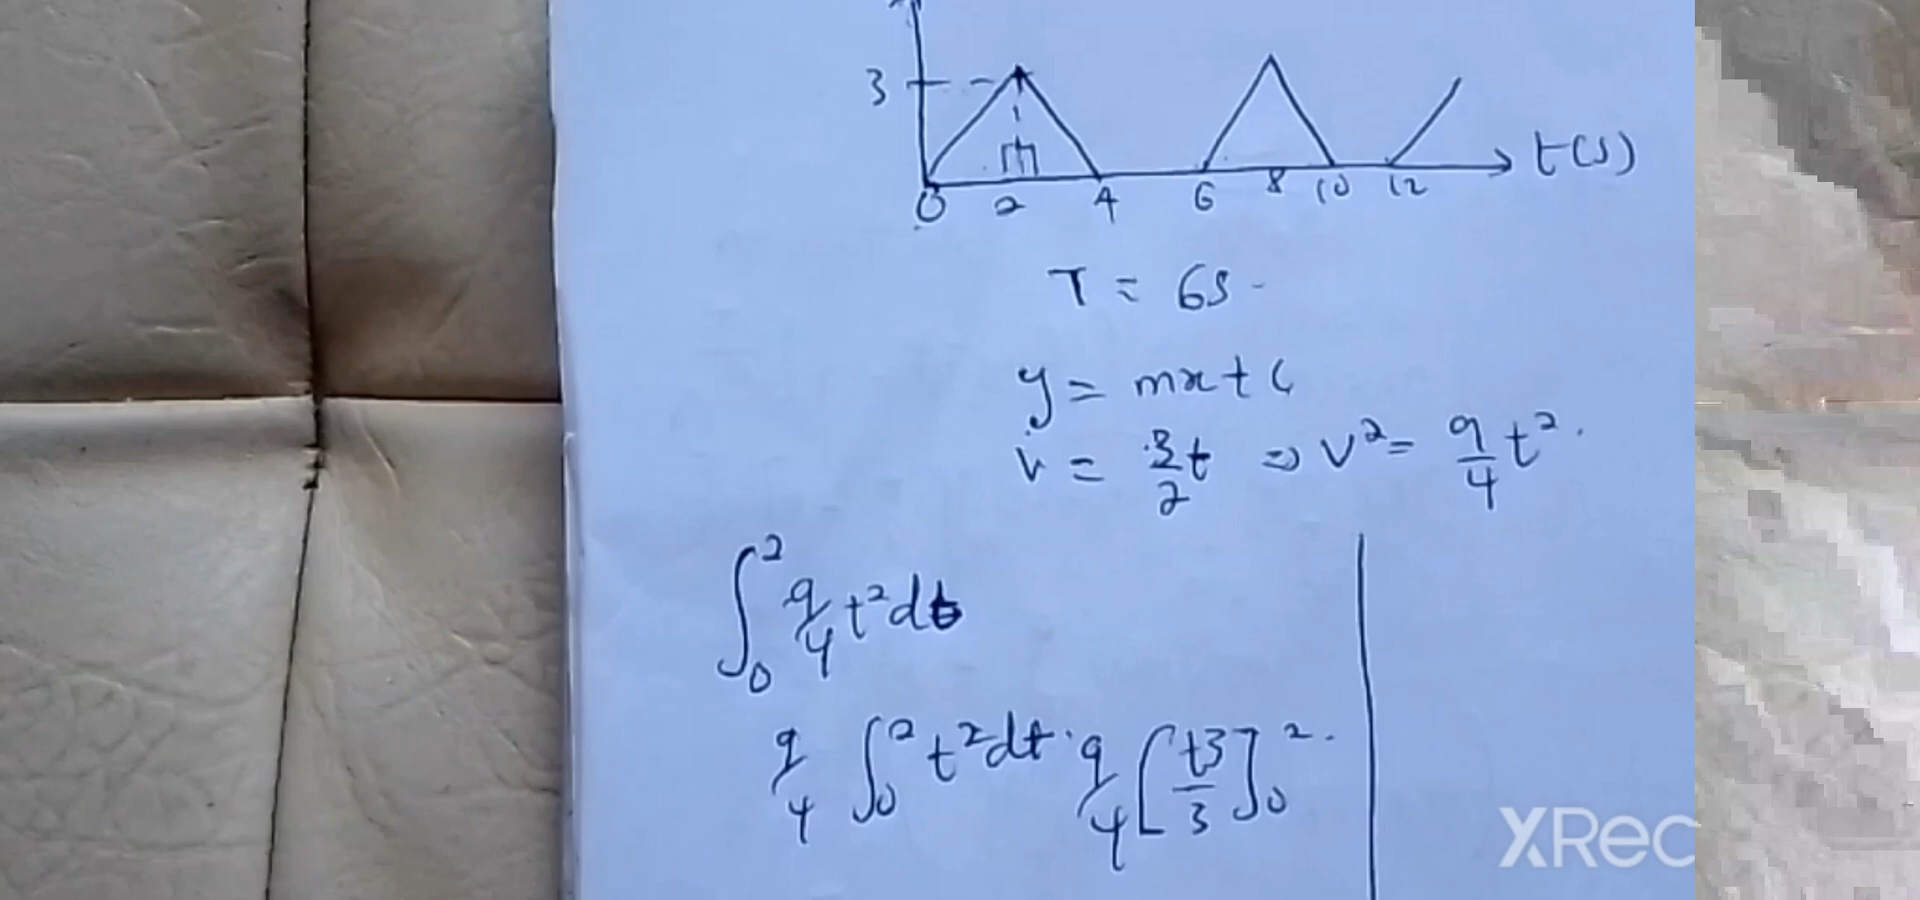 3
t(s)
0 2 4 6 8 10 12
T = 6s
y = mx + c
v = 3/2 t ⇒ v² = 9/4 t².
∫₀² 9/4 t² dt
9/4 ∫₀² t² dt . 9/4 [t3/3]₀².
XRec